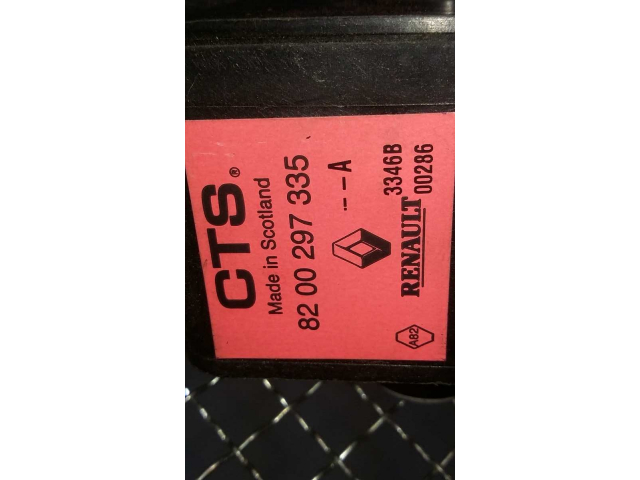 CTS®
Made in Scotland
82 00 297 335
-- A
3346B
00286
RENAULT
A82